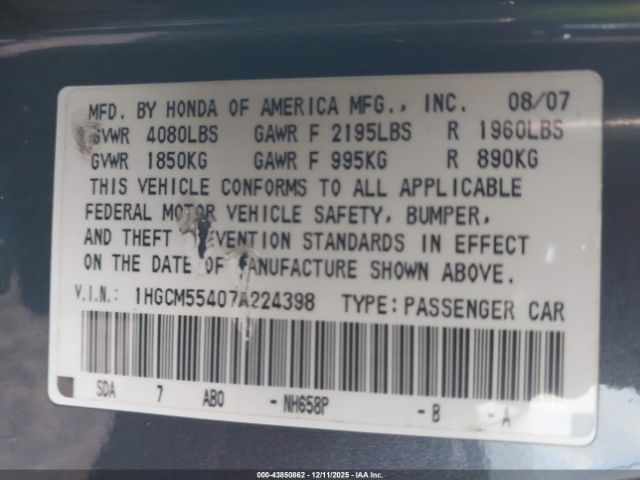 MFD. BY HONDA OF AMERICA MFG., INC. 08/07
GVWR 4080LBS GAWR F 2195LBS R 1960LBS
GVWR 1850KG GAWR F 995KG R 890KG
THIS VEHICLE CONFORMS TO ALL APPLICABLE
FEDERAL MOTOR VEHICLE SAFETY, BUMPER,
AND THEFT EVENTION STANDARDS IN EFFECT
ON THE DATE OF ANUFACTURE SHOWN ABOVE.
V.I.N.: 1HGCM55407A224398 TYPE:PASSENGER CAR
SDA 7 AB0 - NH658P - B - A
000-43850862 - 12/11/2025 - IAA Inc.